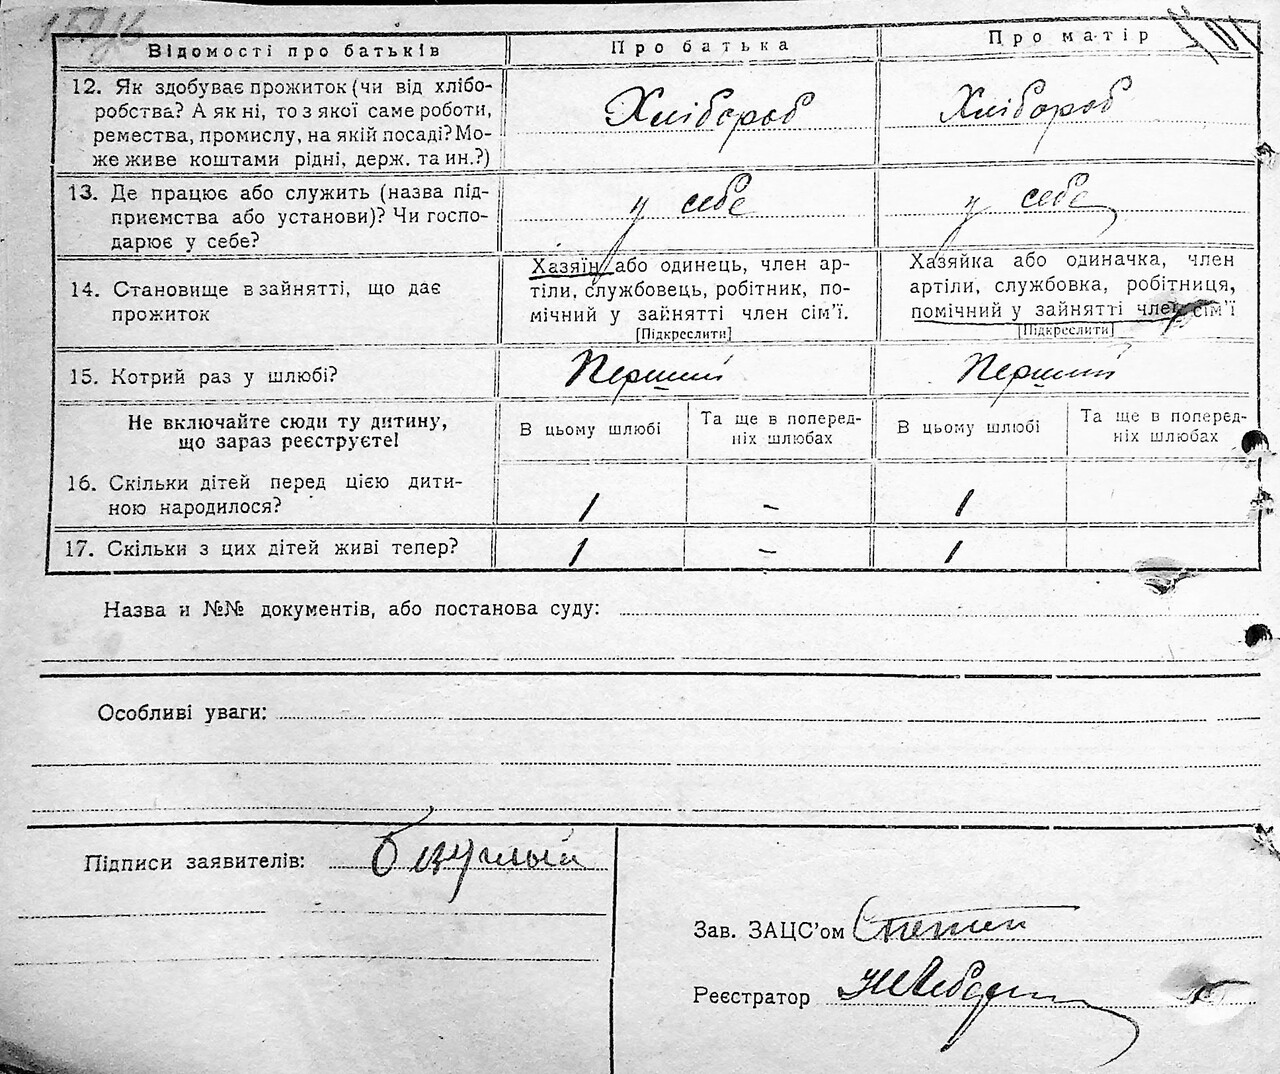 Відомості про батьків
Про батька
Про матір
12. Як здобуває прожиток (чи від хлібо-
робства? А як ні, то з якої саме роботи,
ремества, промислу, на якій посаді? Мо-
же живе коштами рідні, держ. та ин.?)
Хлібороб
Хлібороб
13. Де працює або служить (назва під-
приємства або установи)? Чи госпо-
дарює у себе?
у себе
у себе
14. Становище в зайнятті, що дає
прожиток
Хазяїн або одинець, член ар-
тіли, службовець, робітник, по-
мічний у зайнятті член сім'ї.
[Підкреслити]
Хазяйка або одиначка, член
артіли, службовка, робітниця,
помічний у зайнятті член сім'ї
[Підкреслити]
15. Котрий раз у шлюбі?
Перший
Перший
Не включайте сюди ту дитину,
що зараз реєструєте!
В цьому шлюбі
Та ще в поперед-
ніх шлюбах
В цьому шлюбі
Та ще в поперед-
ніх шлюбах
16. Скільки дітей перед цією дити-
ною народилося?
1
-
1
17. Скільки з цих дітей живі тепер?
1
-
1
Назва и №№ документів, або постанова суду:
Особливі уваги:
Підписи заявителів:
Зав. ЗАЦС'ом
Реєстратор